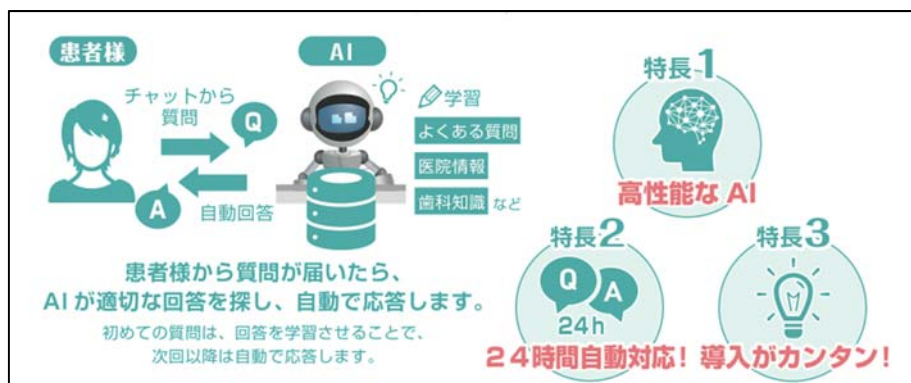 患者様
AI
チャットから
質問
Q
A
自動回答
学習
よくある質問
医院情報
歯科知識 など
患者様から質問が届いたら、
AIが適切な回答を探し、自動で応答します。
初めての質問は、回答を学習させることで、
次回以降は自動で応答します。
特長1
高性能な AI
特長2
Q A
24h
24時間自動対応！
特長3
導入がカンタン！